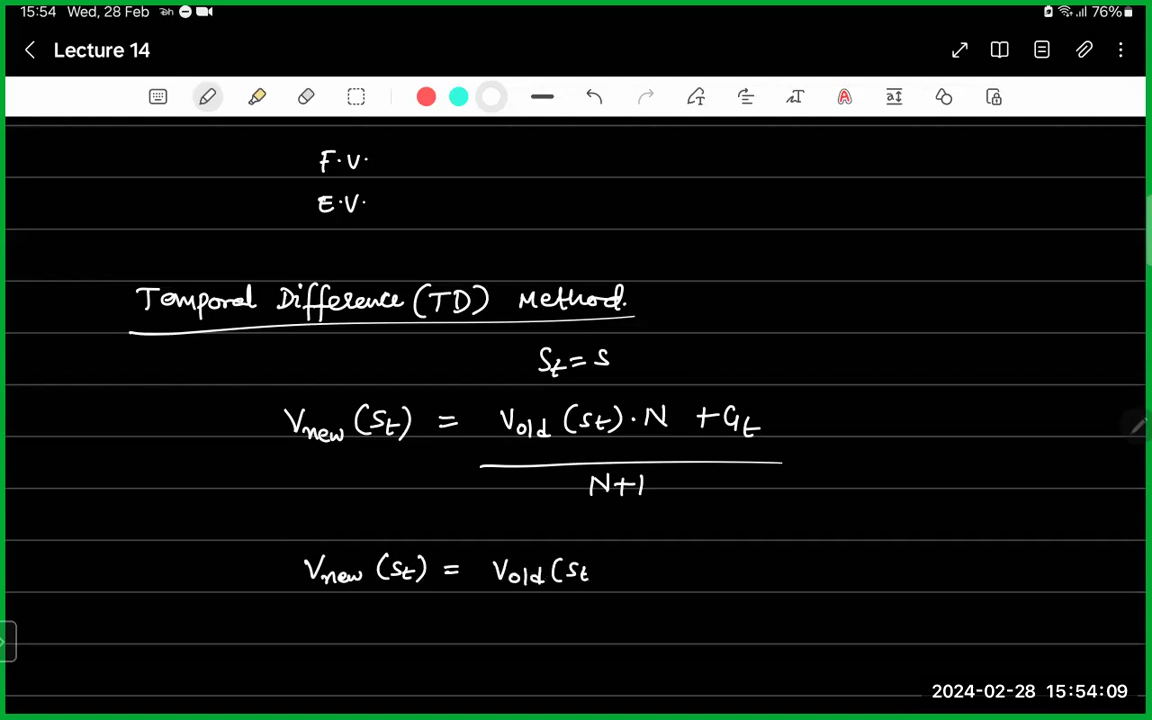 15:54 Wed, 28 Feb 76%
Lecture 14
F.V.
E.V.
Temporal Difference (TD) Method.
St = s
Vnew (St) = Vold (St) . N + Gt
N+1
Vnew (St) = Vold (St
2024-02-28 15:54:09